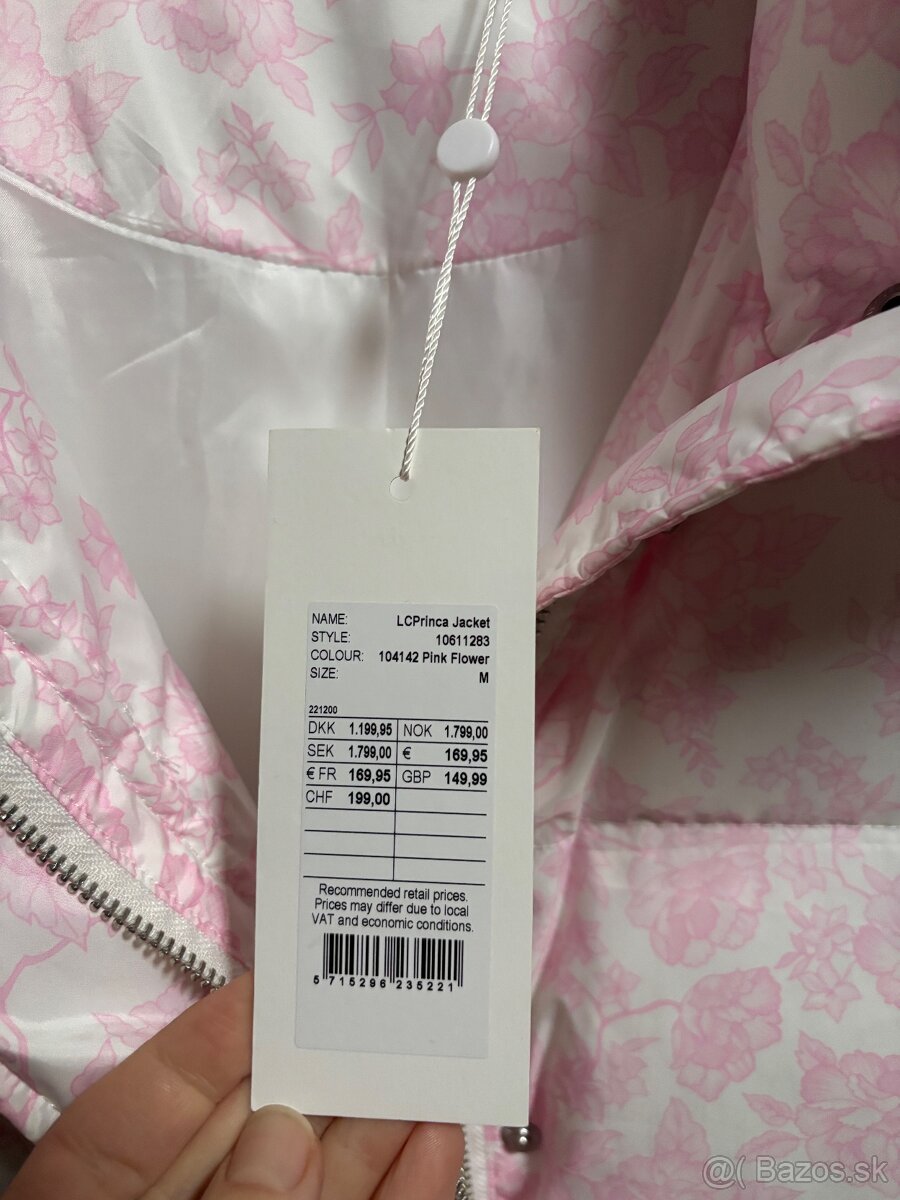 NAME: LCPrinca Jacket
STYLE: 10611283
COLOUR: 104142 Pink Flower
SIZE: M
221200
DKK 1.199,95 NOK 1.799,00
SEK 1.799,00 € 169,95
€ FR 169,95 GBP 149,99
CHF 199,00
Recommended retail prices.
Prices may differ due to local
VAT and economic conditions.
5 715296 235221
@( Bazos.sk